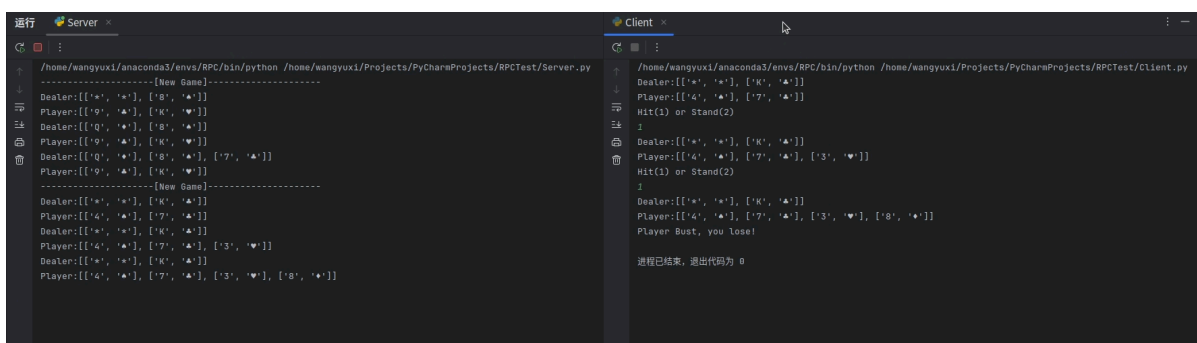 运行 Server ×
/home/wangyuxi/anaconda3/envs/RPC/bin/python /home/wangyuxi/Projects/PyCharmProjects/RPCTest/Server.py
---------------------[New Game]---------------------
Dealer:[['*', '*'], ['8', '♠']]
Player:[['9', '♣'], ['K', '♥']]
Dealer:[['Q', '♦'], ['8', '♠']]
Player:[['9', '♣'], ['K', '♥']]
Dealer:[['Q', '♦'], ['8', '♠'], ['7', '♣']]
Player:[['9', '♣'], ['K', '♥']]
---------------------[New Game]---------------------
Dealer:[['*', '*'], ['K', '♣']]
Player:[['4', '♠'], ['7', '♣']]
Dealer:[['*', '*'], ['K', '♣']]
Player:[['4', '♠'], ['7', '♣'], ['3', '♥']]
Dealer:[['*', '*'], ['K', '♣']]
Player:[['4', '♠'], ['7', '♣'], ['3', '♥'], ['8', '♦']]
Client ×
/home/wangyuxi/anaconda3/envs/RPC/bin/python /home/wangyuxi/Projects/PyCharmProjects/RPCTest/Client.py
Dealer:[['*', '*'], ['K', '♣']]
Player:[['4', '♠'], ['7', '♣']]
Hit(1) or Stand(2)
1
Dealer:[['*', '*'], ['K', '♣']]
Player:[['4', '♠'], ['7', '♣'], ['3', '♥']]
Hit(1) or Stand(2)
1
Dealer:[['*', '*'], ['K', '♣']]
Player:[['4', '♠'], ['7', '♣'], ['3', '♥'], ['8', '♦']]
Player Bust, you lose!
进程已结束，退出代码为 0